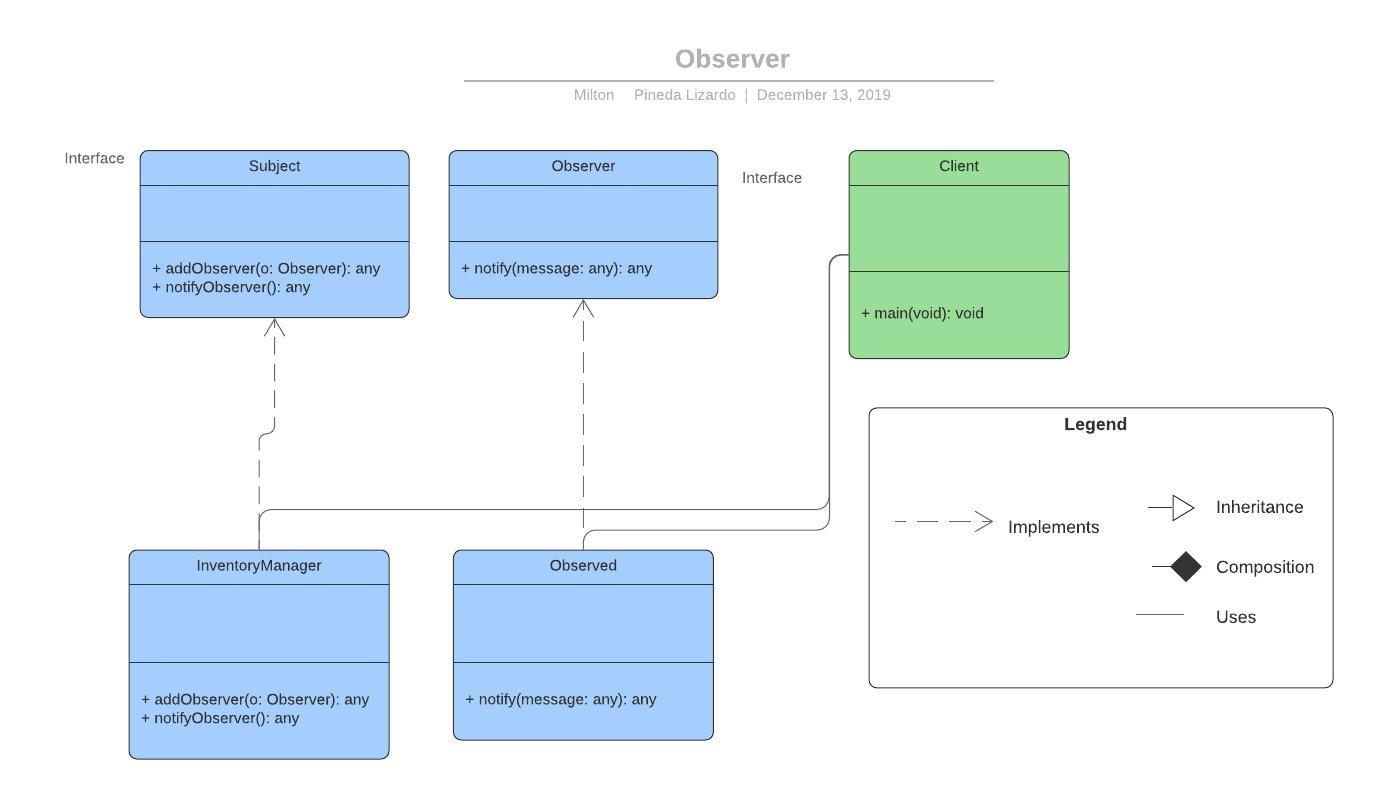 Observer
Milton Pineda Lizardo | December 13, 2019
Interface
Subject
+ addObserver(o: Observer): any
+ notifyObserver(): any
Observer
+ notify(message: any): any
Interface
Client
+ main(void): void
Legend
Implements
Inheritance
Composition
Uses
InventoryManager
+ addObserver(o: Observer): any
+ notifyObserver(): any
Observed
+ notify(message: any): any